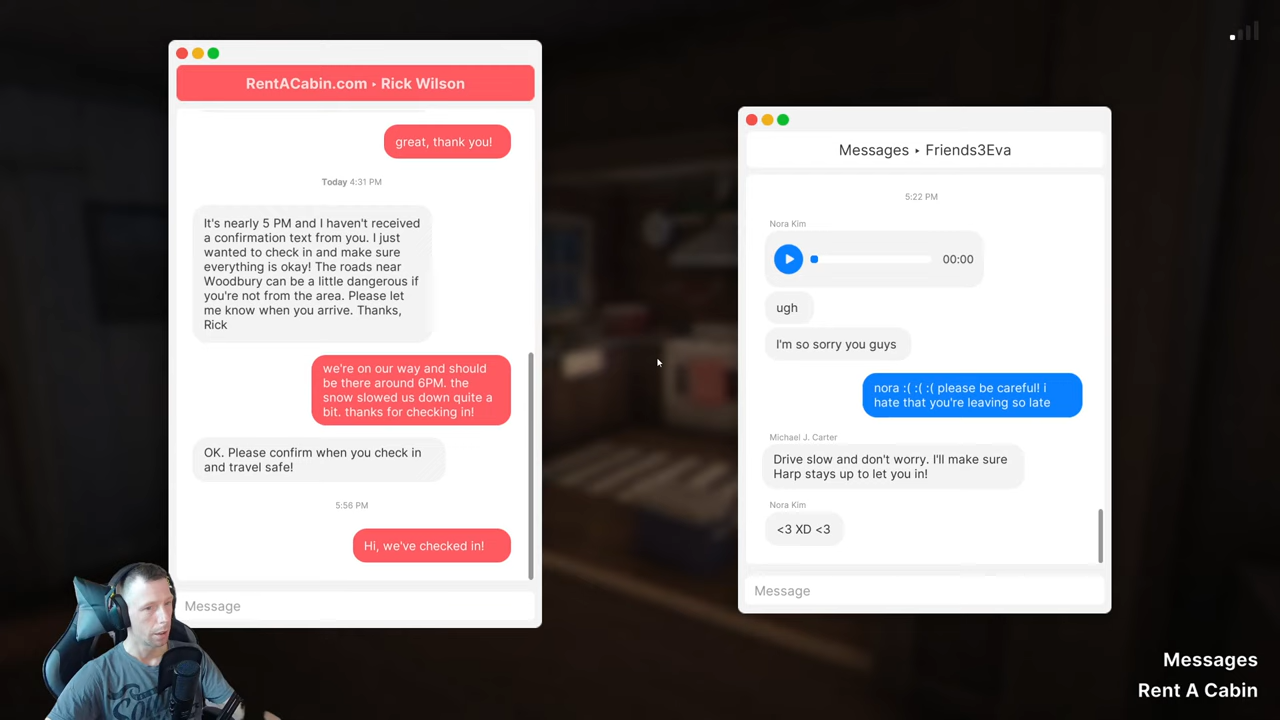 RentACabin.com ▸ Rick Wilson
great, thank you!
Today 4:31 PM
It's nearly 5 PM and I haven't received
a confirmation text from you. I just
wanted to check in and make sure
everything is okay! The roads near
Woodbury can be a little dangerous if
you're not from the area. Please let
me know when you arrive. Thanks,
Rick
we're on our way and should
be there around 6PM. the
snow slowed us down quite a
bit. thanks for checking in!
OK. Please confirm when you check in
and travel safe!
5:56 PM
Hi, we've checked in!
Message
Messages ▸ Friends3Eva
5:22 PM
Nora Kim
00:00
ugh
I'm so sorry you guys
nora :( :( :( please be careful! i
hate that you're leaving so late
Michael J. Carter
Drive slow and don't worry. I'll make sure
Harp stays up to let you in!
Nora Kim
<3 XD <3
Message
Messages
Rent A Cabin